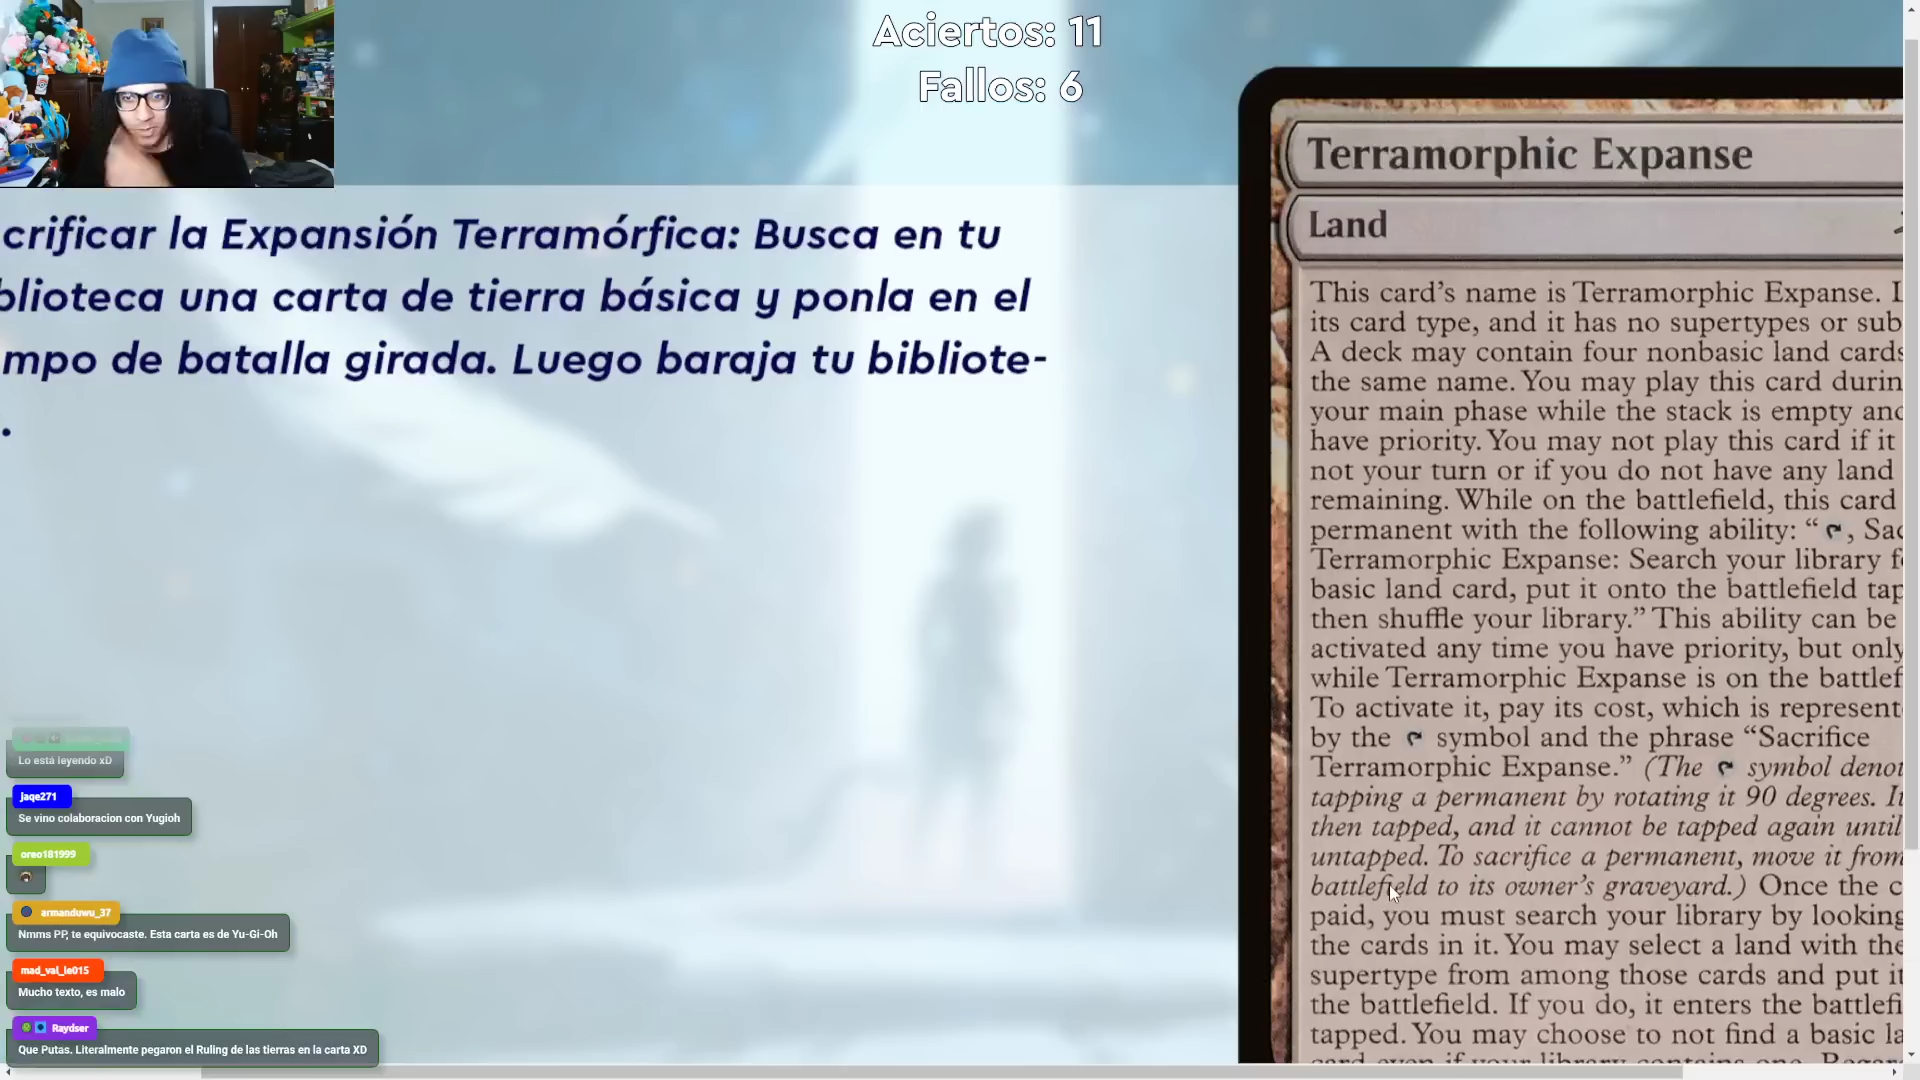 Aciertos: 11
Fallos: 6
crificar la Expansión Terramórfica: Busca en tu
blioteca una carta de tierra básica y ponla en el
mpo de batalla girada. Luego baraja tu bibliote-
.
Terramorphic Expanse
Land
This card's name is Terramorphic Expanse. L
its card type, and it has no supertypes or sub
A deck may contain four nonbasic land cards
the same name. You may play this card durin
your main phase while the stack is empty and
have priority. You may not play this card if it
not your turn or if you do not have any land
remaining. While on the battlefield, this card
permanent with the following ability: “ , Sac
Terramorphic Expanse: Search your library f
basic land card, put it onto the battlefield tap
then shuffle your library.” This ability can be
activated any time you have priority, but only
while Terramorphic Expanse is on the battlef
To activate it, pay its cost, which is represent
by the symbol and the phrase “Sacrifice
Terramorphic Expanse.” (The symbol denot
tapping a permanent by rotating it 90 degrees. It
then tapped, and it cannot be tapped again until
untapped. To sacrifice a permanent, move it from
battlefield to its owner's graveyard.) Once the c
paid, you must search your library by looking
the cards in it. You may select a land with the
supertype from among those cards and put it
the battlefield. If you do, it enters the battlefi
tapped. You may choose to not find a basic la
card even if your library contains one. Regar
Lo está leyendo xD
jaqe271
Se vino colaboracion con Yugioh
oreo181999
armanduwu_37
Nmms PP, te equivocaste. Esta carta es de Yu-Gi-Oh
mad_val_le015
Mucho texto, es malo
Raydser
Que Putas. Literalmente pegaron el Ruling de las tierras en la carta XD